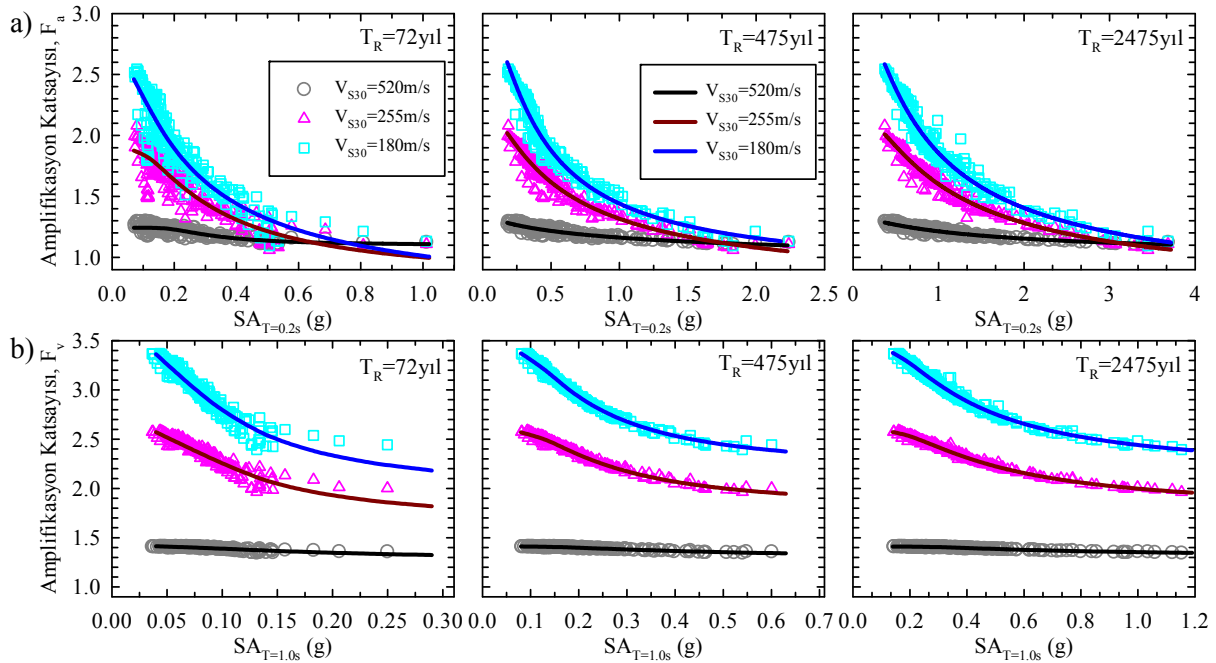 a)
Amplifikasyon Katsayısı, Fa
3.0
2.5
2.0
1.5
1.0
TR=72yıl
VS30=520m/s
VS30=255m/s
VS30=180m/s
0.0 0.2 0.4 0.6 0.8 1.0
SAT=0.2s (g)
TR=475yıl
VS30=520m/s
VS30=255m/s
VS30=180m/s
0.0 0.5 1.0 1.5 2.0 2.5
SAT=0.2s (g)
TR=2475yıl
0 1 2 3 4
SAT=0.2s (g)
b)
Amplifikasyon Katsayısı, Fv
3.5
3.0
2.5
2.0
1.5
1.0
TR=72yıl
0.00 0.05 0.10 0.15 0.20 0.25 0.30
SAT=1.0s (g)
TR=475yıl
0.0 0.1 0.2 0.3 0.4 0.5 0.6 0.7
SAT=1.0s (g)
TR=2475yıl
0.0 0.2 0.4 0.6 0.8 1.0 1.2
SAT=1.0s (g)